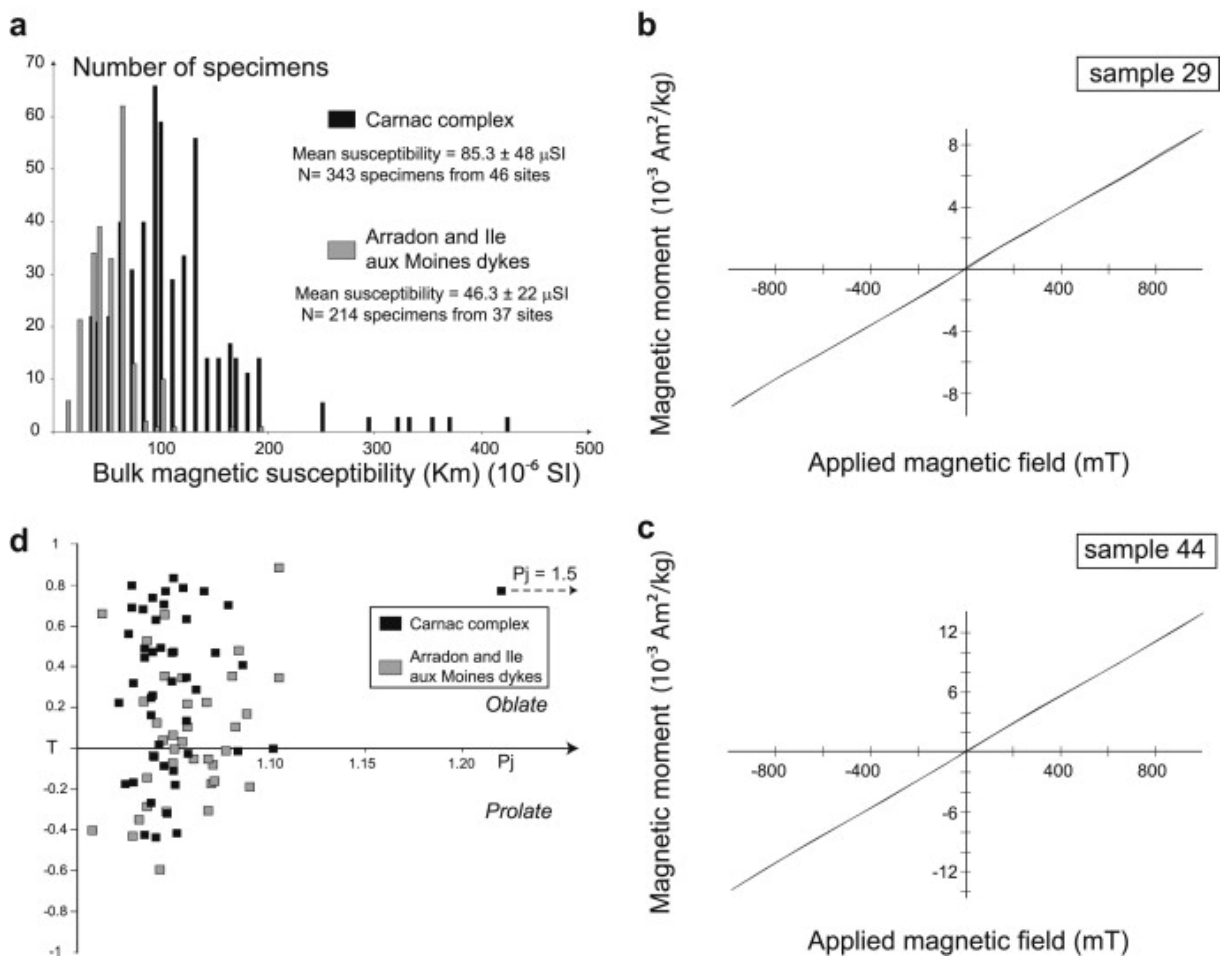 a
70
Number of specimens
60
50
40
30
20
10
0
Carnac complex
Mean susceptibility = 85.3 ± 48 µSI
N= 343 specimens from 46 sites
Arradon and Ile
aux Moines dykes
Mean susceptibility = 46.3 ± 22 µSI
N= 214 specimens from 37 sites
100 200 300 400 500
Bulk magnetic susceptibility (Km) (10⁻⁶ SI)
b
sample 29
Magnetic moment (10⁻³ Am²/kg)
8
4
-800 -400 400 800
-4
-8
Applied magnetic field (mT)
d
1
0.8
0.6
0.4
0.2
T
-0.2
-0.4
-0.6
-0.8
-1
Pj = 1.5
Carnac complex
Arradon and Ile
aux Moines dykes
Oblate
1.10 1.15 1.20
Pj
Prolate
c
sample 44
Magnetic moment (10⁻³ Am²/kg)
12
6
-800 -400 400 800
-6
-12
Applied magnetic field (mT)